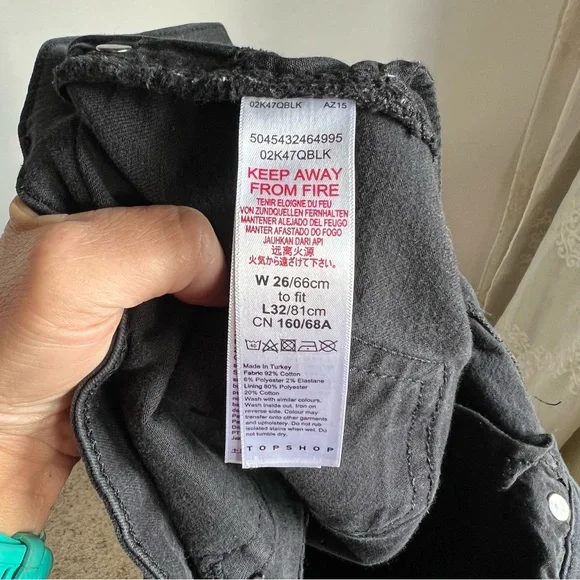 02K47QBLK AZ15
5045432464995
02K47QBLK
KEEP AWAY
FROM FIRE
TENIR ELOIGNE DU FEU
VON ZUNDQUELLEN FERNHALTEN
MANTENER ALEJADO DEL FEUGO
MANTER AFASTADO DO FOGO
JAUHKAN DARI API
远离火源
火気から遠ざけて下さい。
W 26/66cm
to fit
L32/81cm
CN 160/68A
Made in Turkey
Fabric 92% Cotton
6% Polyester 2% Elastane
Lining 80% Polyester
20% Cotton
Wash with similar colours.
Wash inside out. Iron on
reverse side. Colour may
transfer onto other garments
and upholstery. Do not rub
isolated stains when wet. Do
not tumble dry.
TOPSHOP